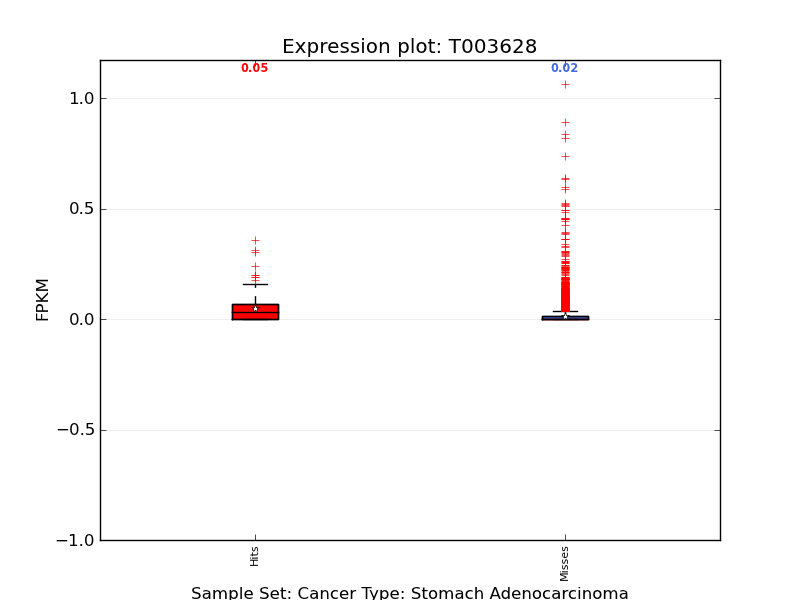 Expression plot: T003628
0.05
0.02
1.0
0.5
0.0
−0.5
−1.0
FPKM
Hits
Misses
Sample Set: Cancer Type: Stomach Adenocarcinoma